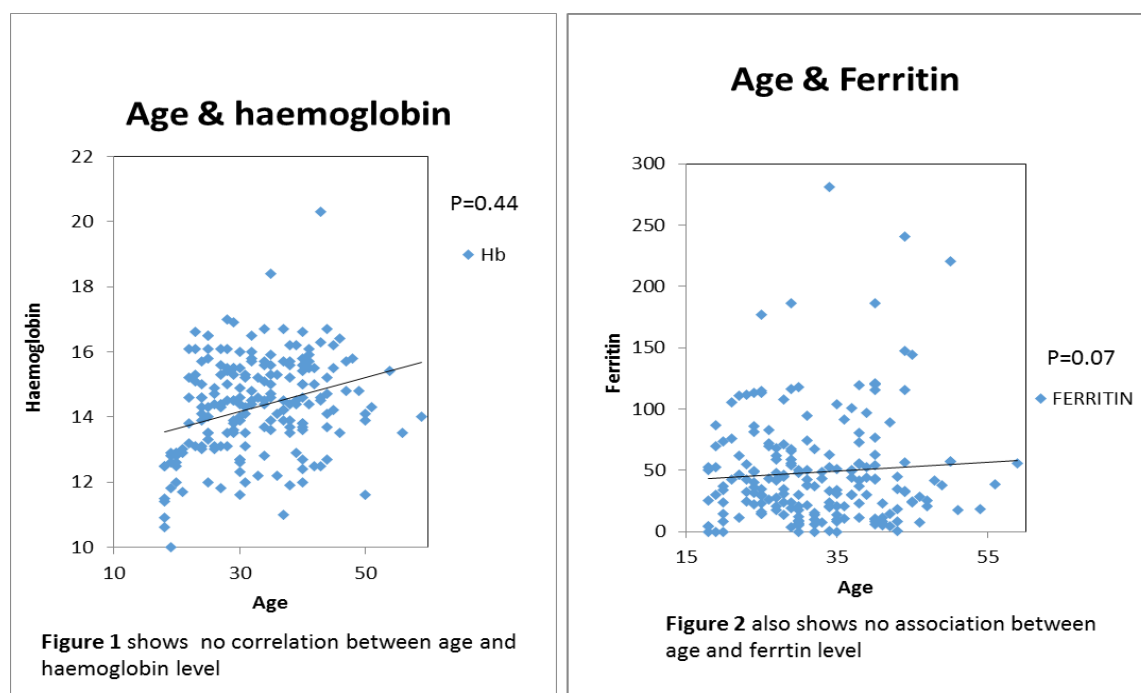 Age & haemoglobin
22
20
18
16
14
12
10
Haemoglobin
10
30
50
Age
P=0.44
Hb
Figure 1 shows no correlation between age and
haemoglobin level
Age & Ferritin
300
250
200
150
100
50
0
Ferritin
15
35
55
Age
P=0.07
FERRITIN
Figure 2 also shows no association between
age and ferrtin level